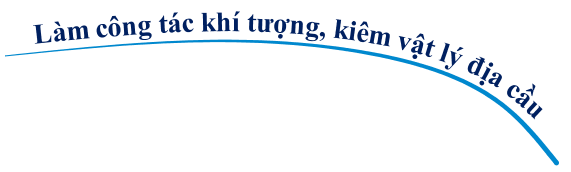 Làm công tác khí tượng, kiêm vật lý địa cầu